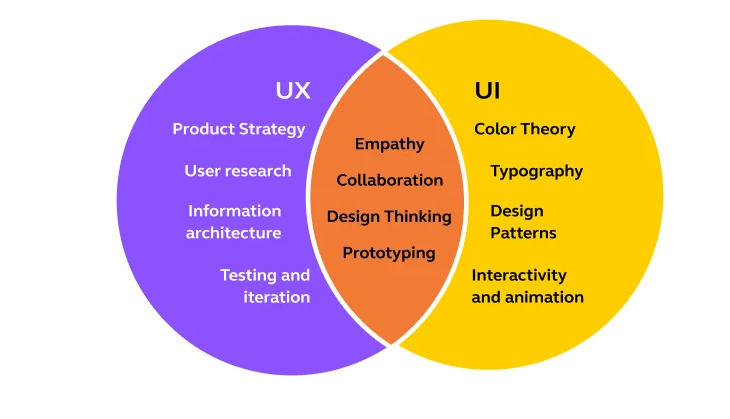 UX
Product Strategy
User research
Information
architecture
Testing and
iteration
Empathy
Collaboration
Design Thinking
Prototyping
UI
Color Theory
Typography
Design
Patterns
Interactivity
and animation